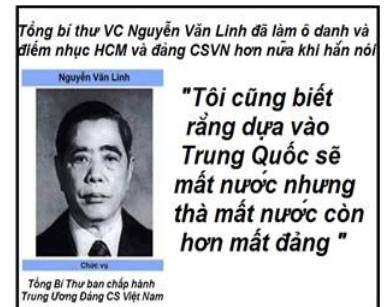 Tổng bí thư VC Nguyễn Văn Linh đã làm ô danh và
điếm nhục HCM và đảng CSVN hơn nữa khi hắn nói
Nguyễn Văn Linh
"Tôi cũng biết
rằng dựa vào
Trung Quốc sẽ
mất nước nhưng
thà mất nước còn
hơn mất đảng "
Chức vụ
Tổng Bí Thư ban chấp hành
Trung Ương Đảng CS Việt Nam